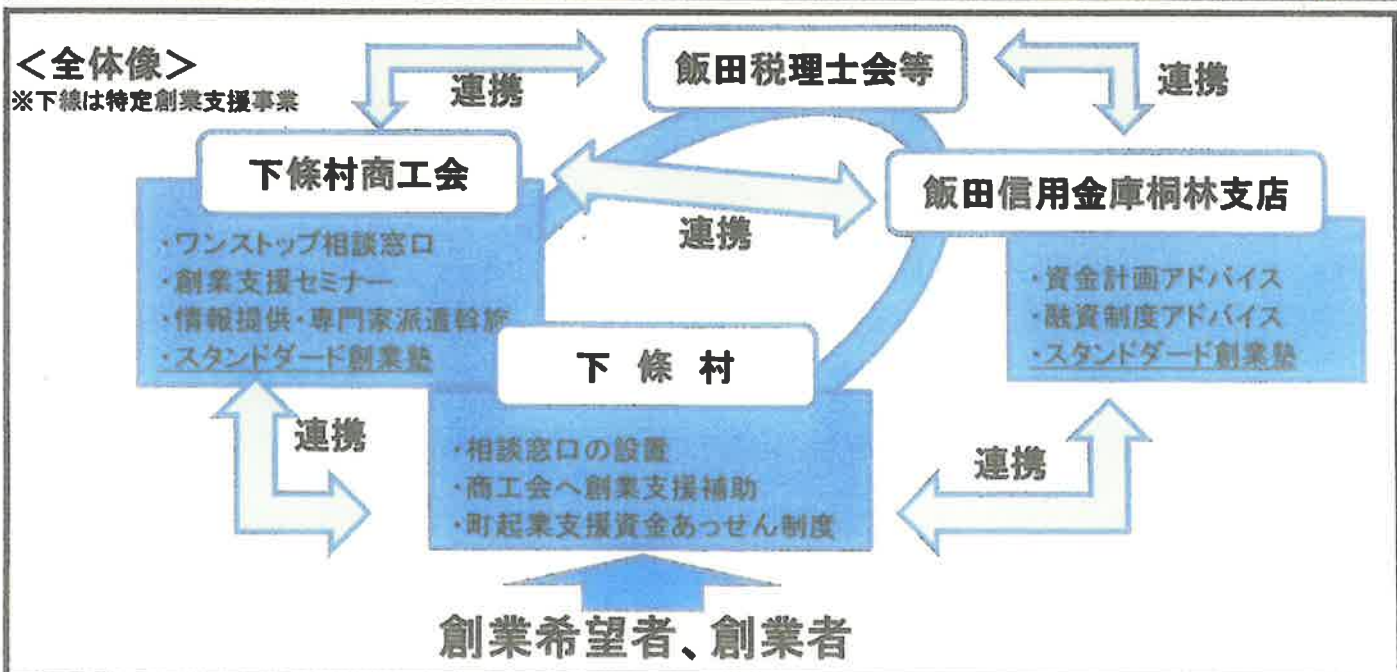 ＜全体像＞
※下線は特定創業支援事業
連携
飯田税理士会等
連携
下條村商工会
連携
飯田信用金庫桐林支店
・ワンストップ相談窓口
・創業支援セミナー
・情報提供・専門家派遣斡旋
・スタンドダード創業塾
・資金計画アドバイス
・融資制度アドバイス
・スタンドダード創業塾
下條村
連携
・相談窓口の設置
・商工会へ創業支援補助
・町起業支援資金あっせん制度
連携
創業希望者、創業者